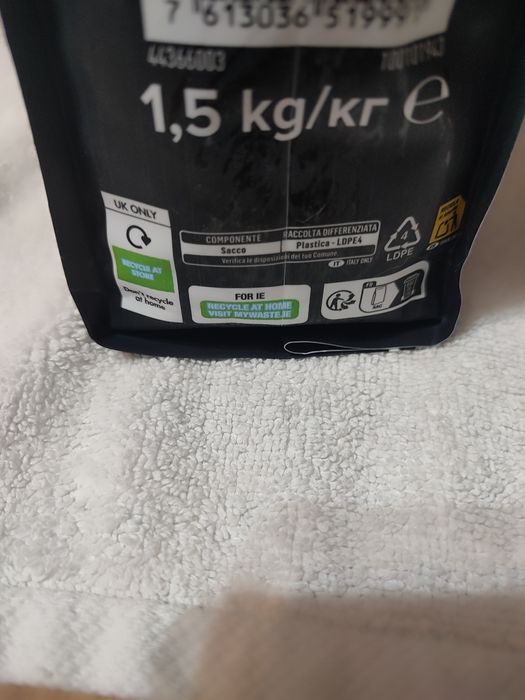 7 613036 51999
44366003
1,5 kg/кг ℮
UK ONLY
RECYCLE AT
STORE
Don't recycle
at home
COMPONENTE RACCOLTA DIFFERENZIATA
Sacco Plastica - LDPE4
Verifica le disposizioni del tuo Comune.
IT ITALY ONLY
FOR IE
RECYCLE AT HOME
VISIT MYWASTE.IE
4
LDPE
FR